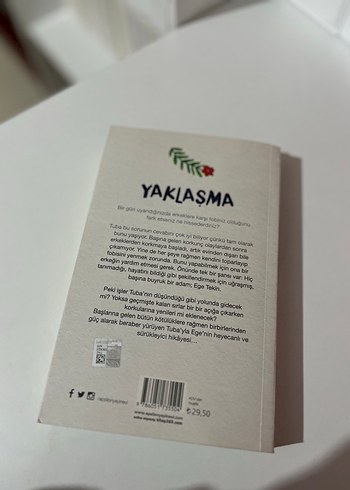 YAKLAŞMA
Bir gün uyandığınızda erkeklere karşı fobiniz olduğunu
fark etseniz ne hissederdiniz?
Tuba bu sorunun cevabını çok iyi biliyor çünkü tam olarak
bunu yaşıyor. Başına gelen korkunç olaylardan sonra
erkeklerden korkmaya başladı, artık evinden dışarı bile
çıkamıyor. Yine de her şeye rağmen kendini toparlayıp
fobisini yenmek zorunda. Bunu yapabilmek için ona bir
erkeğin yardım etmesi gerek. Önünde tek bir şansı var: Hiç
tanımadığı, hayatını bildiği gibi şekillendirmek için uğraşmış,
başına buyruk bir adam; Ege Tekin.
Peki işler Tuba'nın düşündüğü gibi yolunda gidecek
mi? Yoksa geçmişte kalan sırlar bir bir açığa çıkarken
korkularına yenileri mi eklenecek?
Başlarına gelen bütün kötülüklere rağmen birbirlerinden
güç alarak beraber yürüyen Tuba'yla Ege'nin heyecanlı ve
sürükleyici hikâyesi...
₺29,50